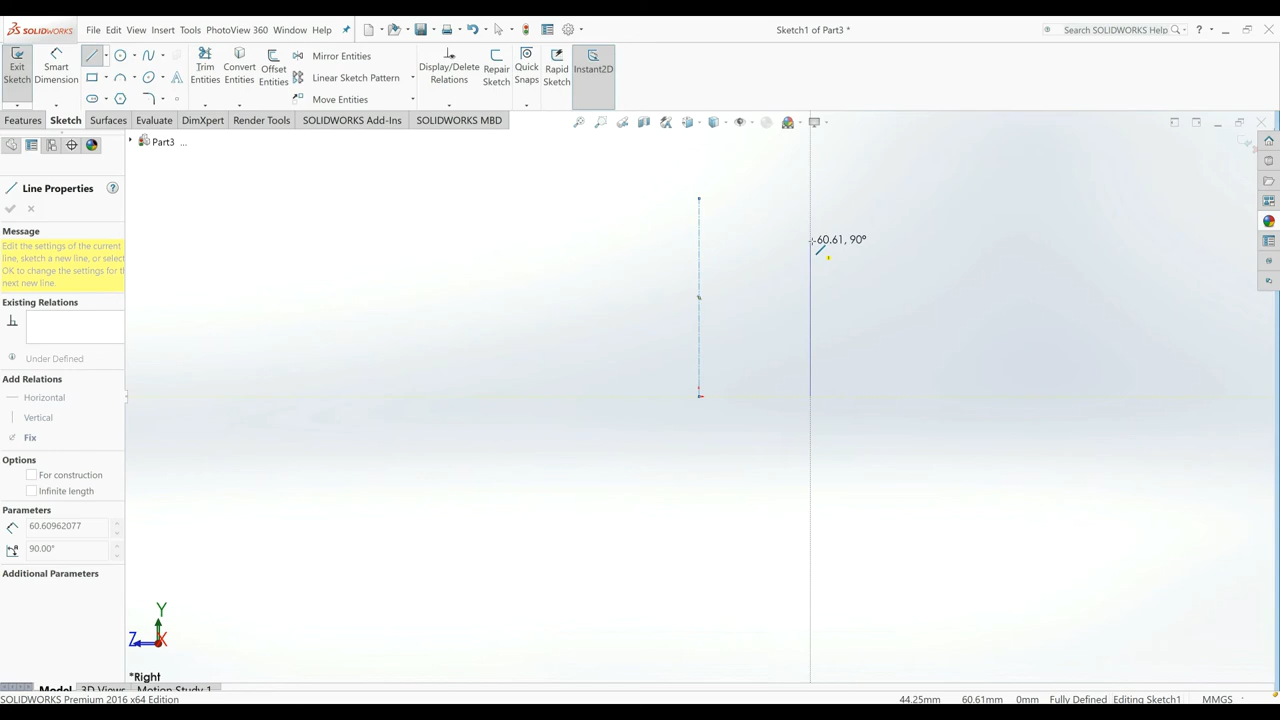 SOLIDWORKS File Edit View Insert Tools PhotoView 360 Window Help Sketch1 of Part3 * Search SOLIDWORKS Help
Exit Sketch
Smart Dimension
Trim Entities
Convert Entities
Offset Entities
Mirror Entities
Linear Sketch Pattern
Move Entities
Display/Delete Relations
Repair Sketch
Quick Snaps
Rapid Sketch
Instant2D
Features Sketch Surfaces Evaluate DimXpert Render Tools SOLIDWORKS Add-Ins SOLIDWORKS MBD
Part3 ...
Line Properties
Message
Edit the settings of the current
line, sketch a new line, or select
OK to change the settings for the
next new line.
Existing Relations
Under Defined
Add Relations
Horizontal
Vertical
Fix
Options
For construction
Infinite length
Parameters
60.60962077
90.00°
Additional Parameters
60.61, 90°
Y
Z X
*Right
Model 3D Views Motion Study 1
SOLIDWORKS Premium 2016 x64 Edition 44.25mm 60.61mm 0mm Fully Defined Editing Sketch1 MMGS